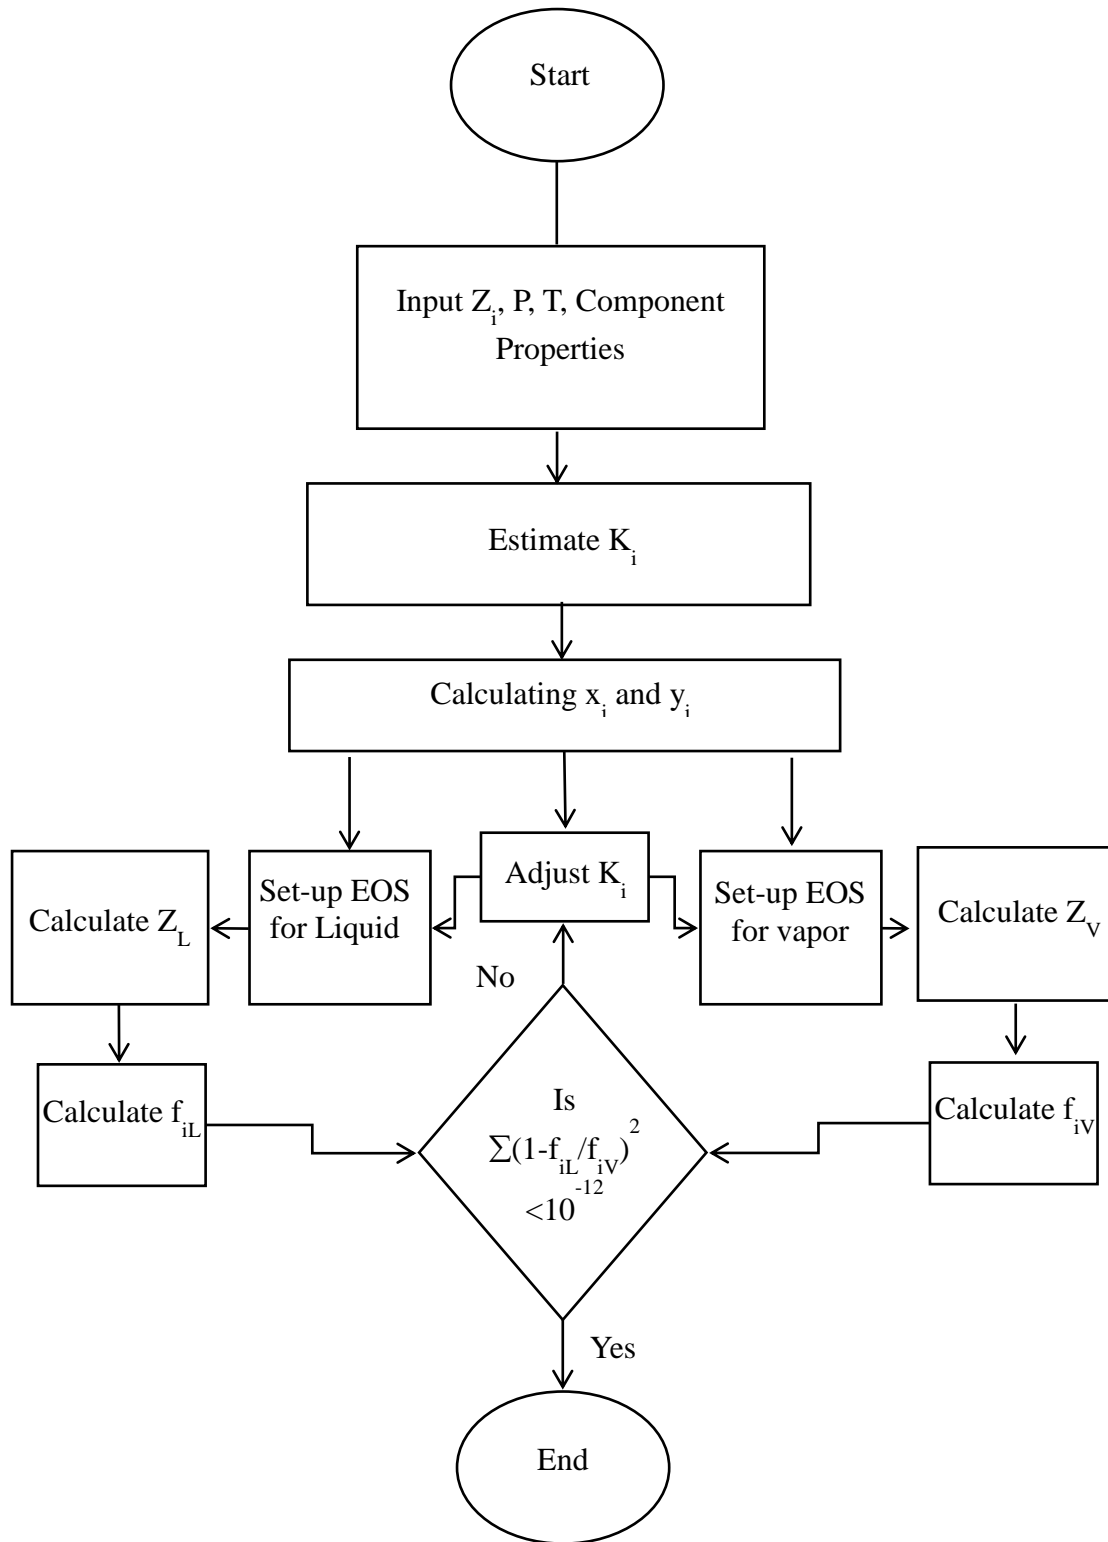 Start
Input Z_i, P, T, Component
Properties
Estimate K_i
Calculating x_i and y_i
Adjust K_i
Set-up EOS
for Liquid
Set-up EOS
for vapor
Calculate Z_L
Calculate Z_V
No
Calculate f_iL
Calculate f_iV
Is
∑(1-f_iL/f_iV)^2
<10^-12
Yes
End